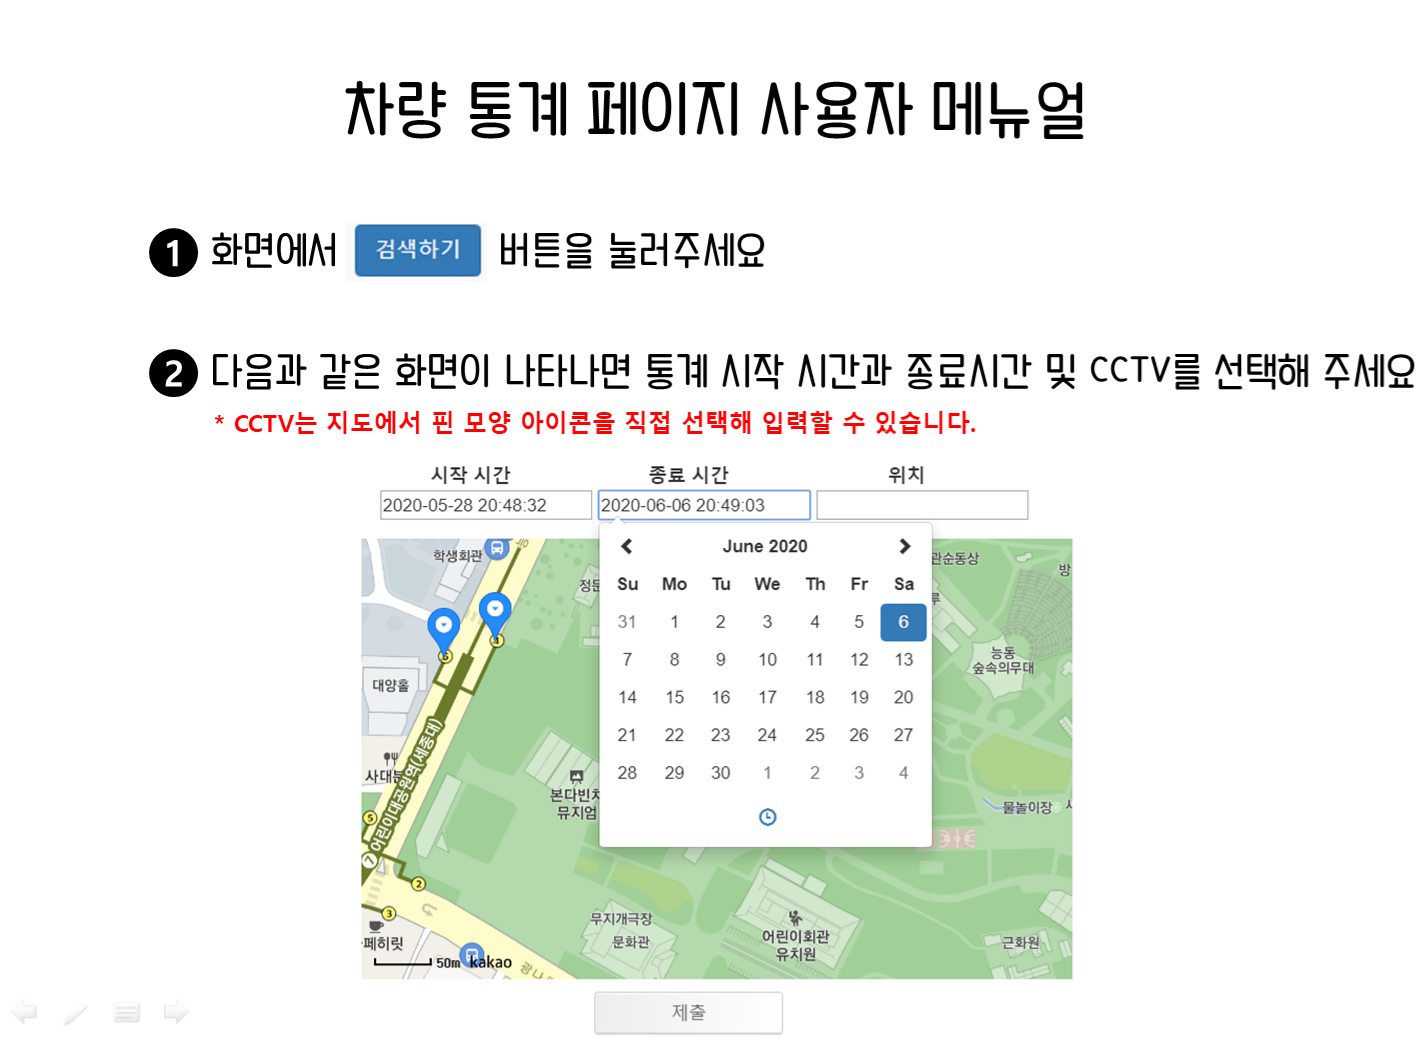 차량 통계 페이지 사용자 메뉴얼
1 화면에서 검색하기 버튼을 눌러주세요
2 다음과 같은 화면이 나타나면 통계 시작 시간과 종료시간 및 CCTV를 선택해 주세요
* CCTV는 지도에서 핀 모양 아이콘을 직접 선택해 입력할 수 있습니다.
시작 시간 종료 시간 위치
2020-05-28 20:48:32 2020-06-06 20:49:03
June 2020
Su Mo Tu We Th Fr Sa
31 1 2 3 4 5 6
7 8 9 10 11 12 13
14 15 16 17 18 19 20
21 22 23 24 25 26 27
28 29 30 1 2 3 4
학생회관
정문
관순동상
방
루
능동
숲속의무대
대양홀
사대
어린이대공원역(세종대)
7
본다빈치
뮤지엄
물놀이장
5
2
3
페히릿
무지개극장
문화관
어린이회관
유치원
근화원
50m kakao
광나
제출